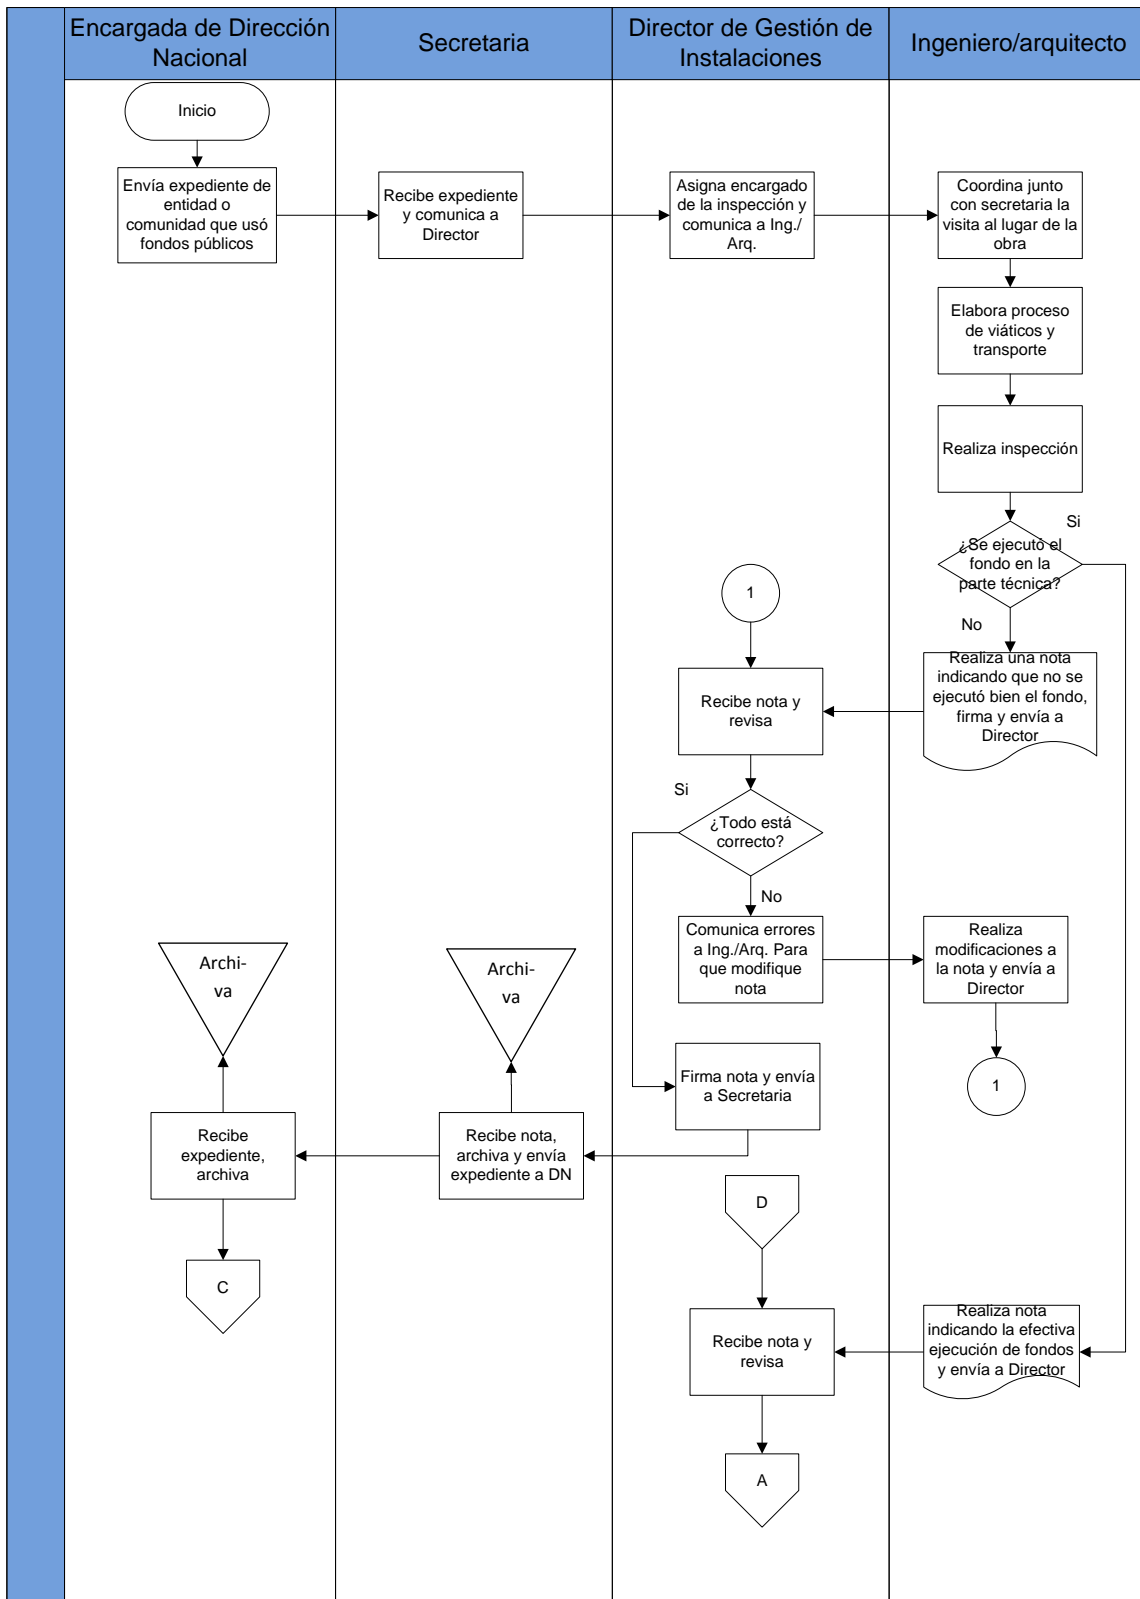 Encargada de Dirección
Nacional
Secretaria
Director de Gestión de
Instalaciones
Ingeniero/arquitecto
Inicio
Envía expediente de
entidad o
comunidad que usó
fondos públicos
Recibe expediente
y comunica a
Director
Asigna encargado
de la inspección y
comunica a Ing./
Arq.
Coordina junto
con secretaria la
visita al lugar de la
obra
Elabora proceso
de viáticos y
transporte
Realiza inspección
Si
¿Se ejecutó el
fondo en la
parte técnica?
No
1
Realiza una nota
indicando que no se
ejecutó bien el fondo,
firma y envía a
Director
Recibe nota y
revisa
Si
¿Todo está
correcto?
No
Comunica errores
a Ing./Arq. Para
que modifique
nota
Realiza
modificaciones a
la nota y envía a
Director
1
Archi-
va
Archi-
va
Firma nota y envía
a Secretaria
Recibe nota,
archiva y envía
expediente a DN
Recibe
expediente,
archiva
C
D
Realiza nota
indicando la efectiva
ejecución de fondos
y envía a Director
Recibe nota y
revisa
A